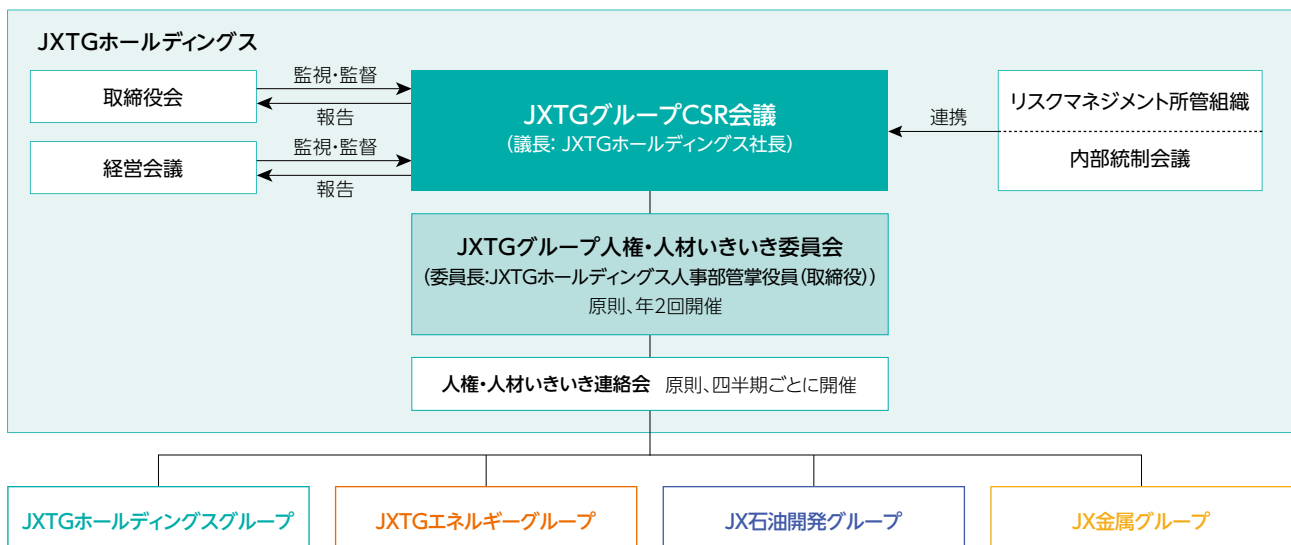 JXTGホールディングス
取締役会
監視・監督
報告
経営会議
監視・監督
報告
JXTGグループCSR会議
(議長: JXTGホールディングス社長)
連携
リスクマネジメント所管組織
内部統制会議
JXTGグループ人権・人材いきいき委員会
(委員長:JXTGホールディングス人事部管掌役員(取締役))
原則、年2回開催
人権・人材いきいき連絡会 原則、四半期ごとに開催
JXTGホールディングスグループ
JXTGエネルギーグループ
JX石油開発グループ
JX金属グループ